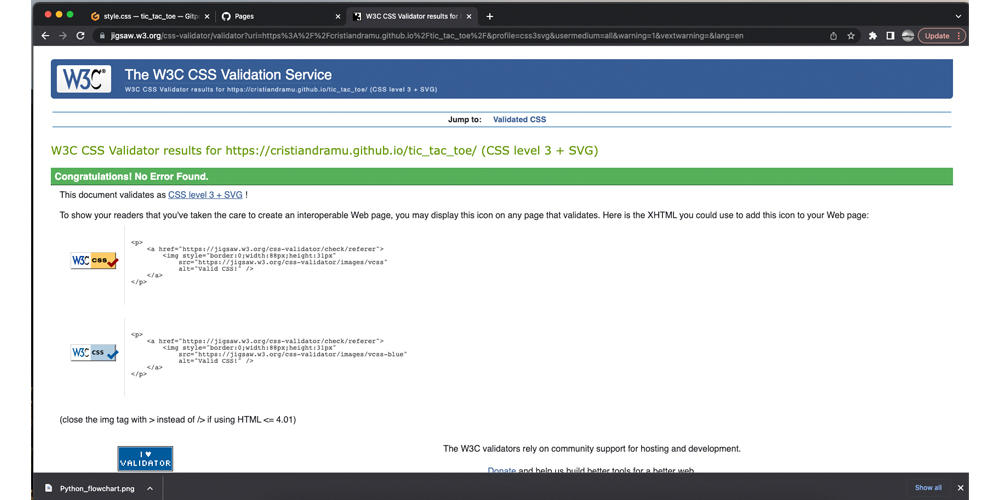 style.css — tic_tac_toe — Gitp
Pages
W3C CSS Validator results for
jigsaw.w3.org/css-validator/validator?uri=https%3A%2F%2Fcristiandramu.github.io%2Ftic_tac_toe%2F&profile=css3svg&usermedium=all&warning=1&vextwarning=&lang=en
Update
W3C®
The W3C CSS Validation Service
W3C CSS Validator results for https://cristiandramu.github.io/tic_tac_toe/ (CSS level 3 + SVG)
Jump to: Validated CSS
W3C CSS Validator results for https://cristiandramu.github.io/tic_tac_toe/ (CSS level 3 + SVG)
Congratulations! No Error Found.
This document validates as CSS level 3 + SVG !
To show your readers that you've taken the care to create an interoperable Web page, you may display this icon on any page that validates. Here is the XHTML you could use to add this icon to your Web page:
W3C css
<p>
<a href="https://jigsaw.w3.org/css-validator/check/referer">
<img style="border:0;width:88px;height:31px"
src="https://jigsaw.w3.org/css-validator/images/vcss"
alt="Valid CSS!" />
</a>
</p>
W3C css
<p>
<a href="https://jigsaw.w3.org/css-validator/check/referer">
<img style="border:0;width:88px;height:31px"
src="https://jigsaw.w3.org/css-validator/images/vcss-blue"
alt="Valid CSS!" />
</a>
</p>
(close the img tag with > instead of /> if using HTML <= 4.01)
I ♥
VALIDATOR
The W3C validators rely on community support for hosting and development.
Donate and help us build better tools for a better web.
Python_flowchart.png
Show all